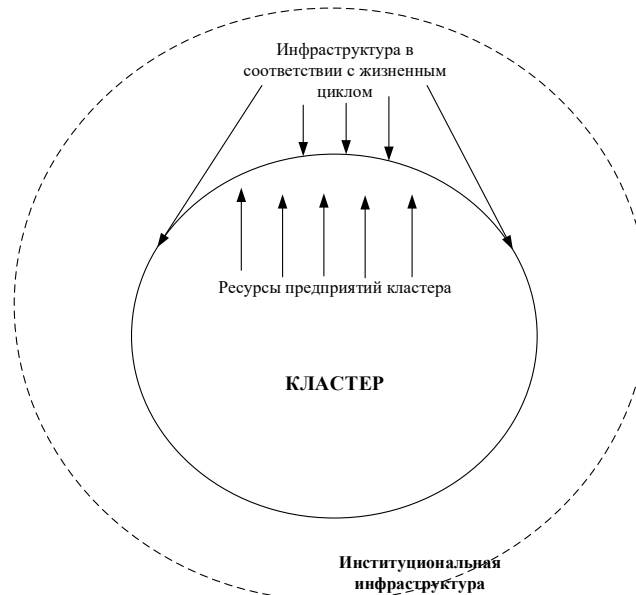 Инфраструктура в
соответствии с жизненным
циклом
Ресурсы предприятий кластера
КЛАСТЕР
Институциональная
инфраструктура